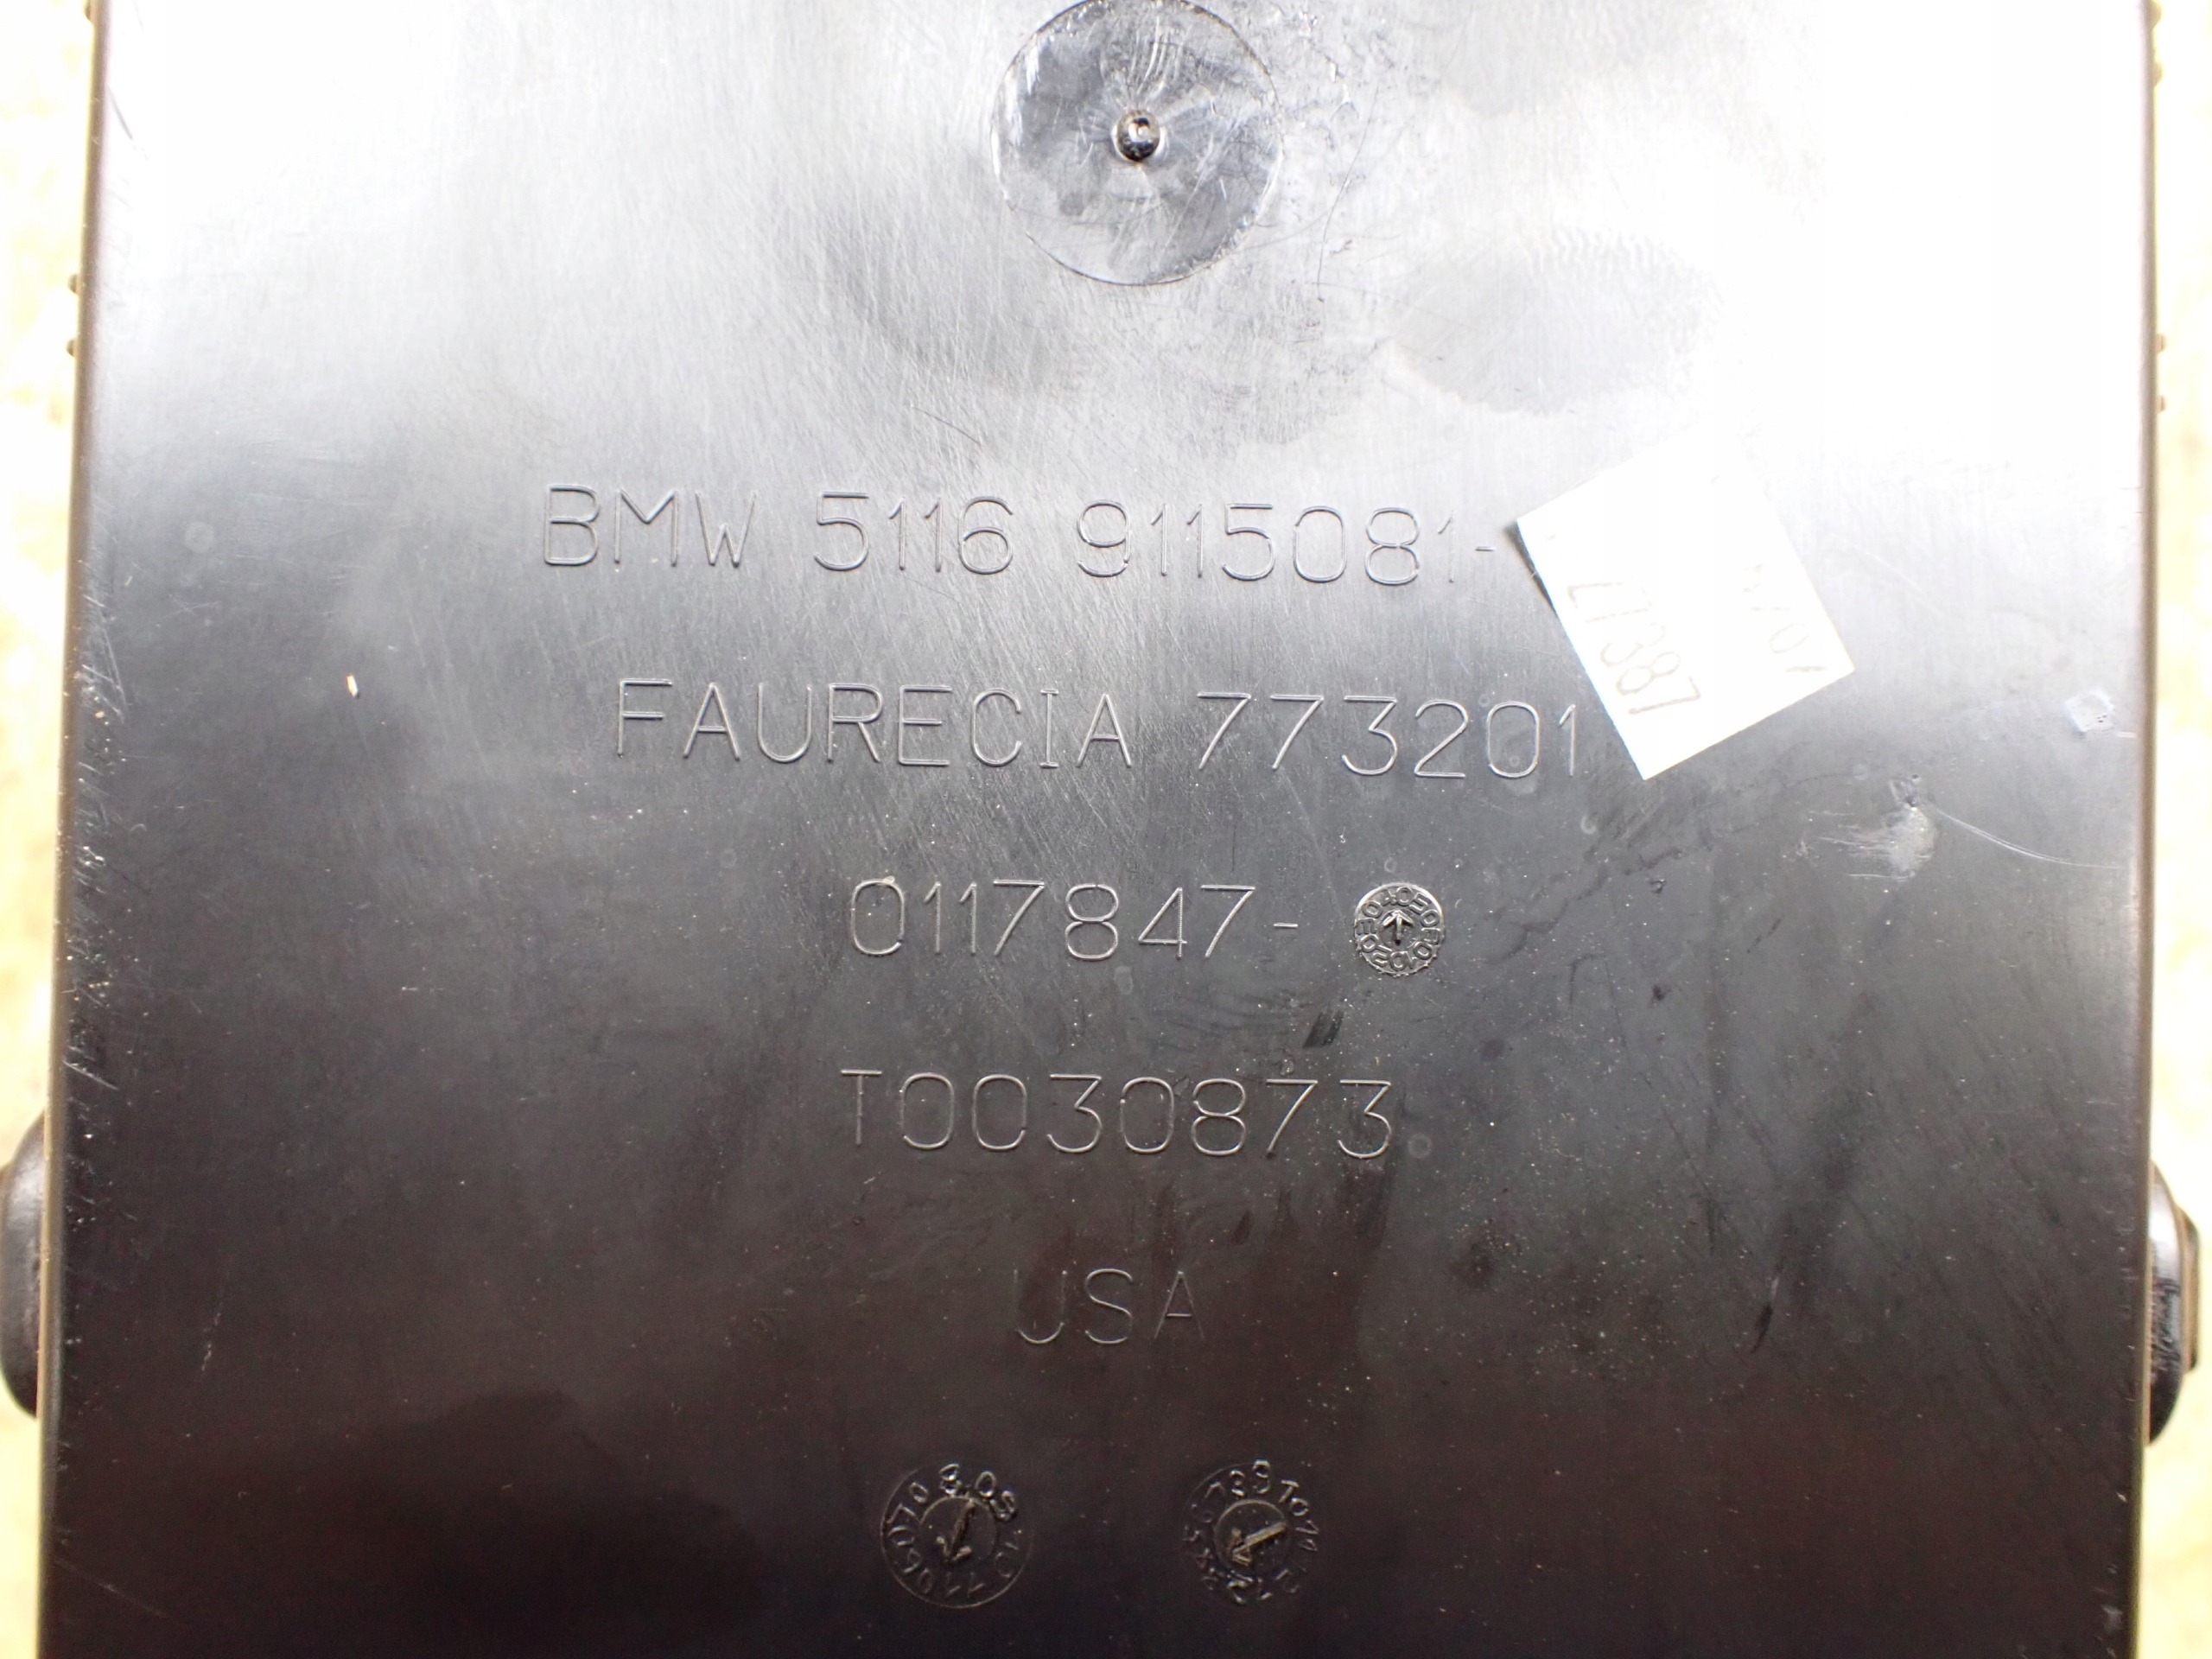 BMW 5116 9115081-
FAURECIA 773201
0117847-
T0030873
USA